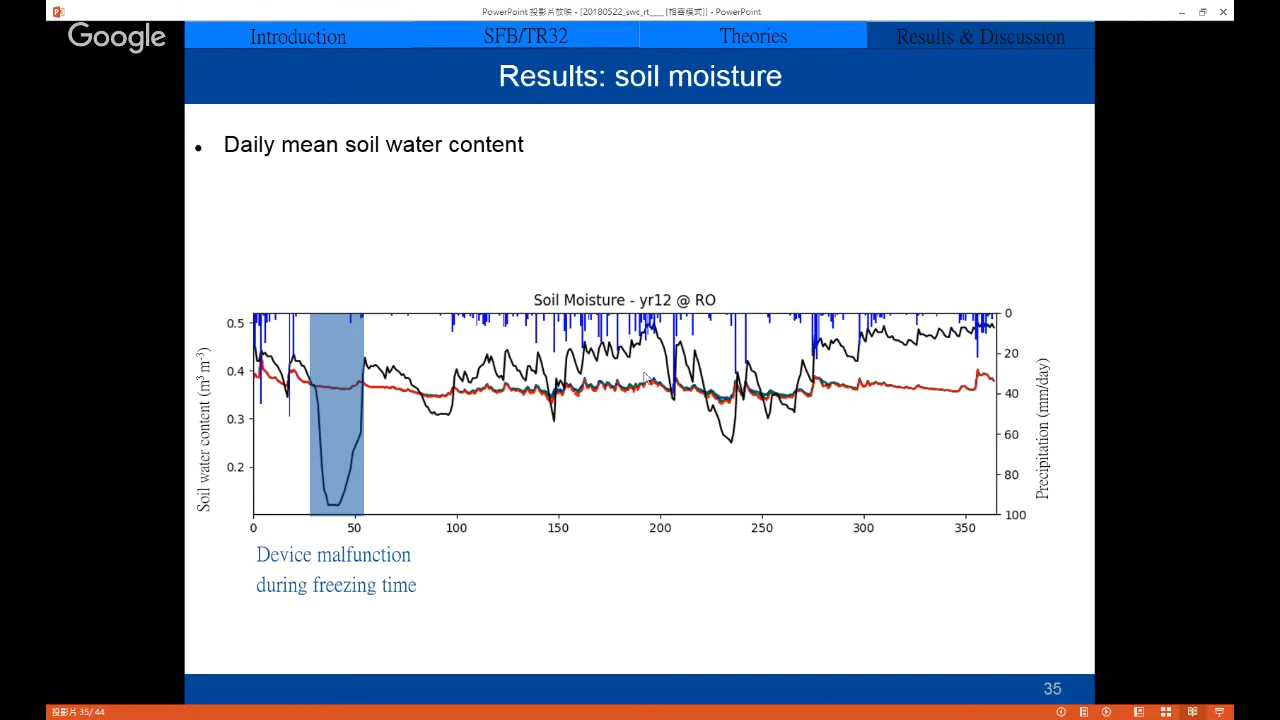 PowerPoint 投影片放映 - [20180522_swc_rt___ [相容模式]] - PowerPoint
Google
Introduction
SFB/TR32
Theories
Results & Discussion
Results: soil moisture
• Daily mean soil water content
Soil Moisture - yr12 @ RO
Soil water content (m³ m⁻³)
0.5
0.4
0.3
0.2
0
20
40
60
80
100
Precipitation (mm/day)
0 50 100 150 200 250 300 350
Device malfunction
during freezing time
35
投影片 35/44